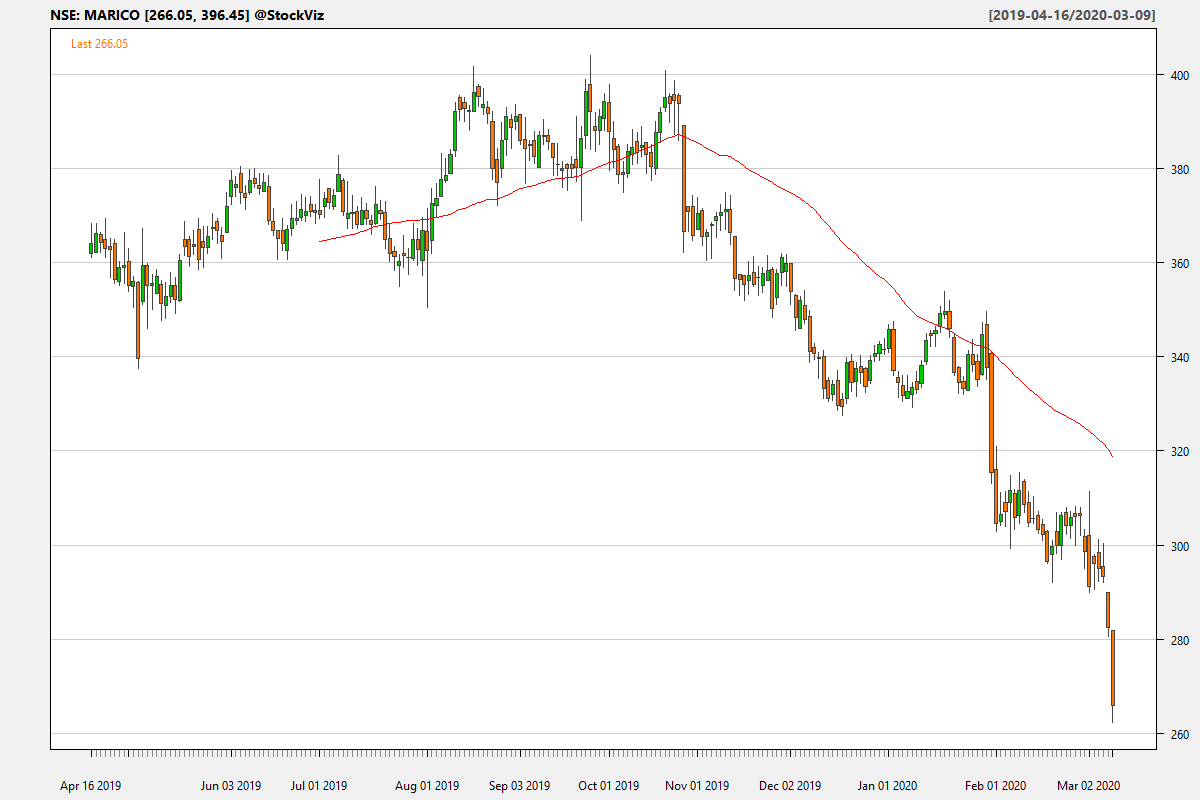 NSE: MARICO [266.05, 396.45] @StockViz [2019-04-16/2020-03-09]
Last 266.05
400
380
360
340
320
300
280
260
Apr 16 2019 Jun 03 2019 Jul 01 2019 Aug 01 2019 Sep 03 2019 Oct 01 2019 Nov 01 2019 Dec 02 2019 Jan 01 2020 Feb 01 2020 Mar 02 2020